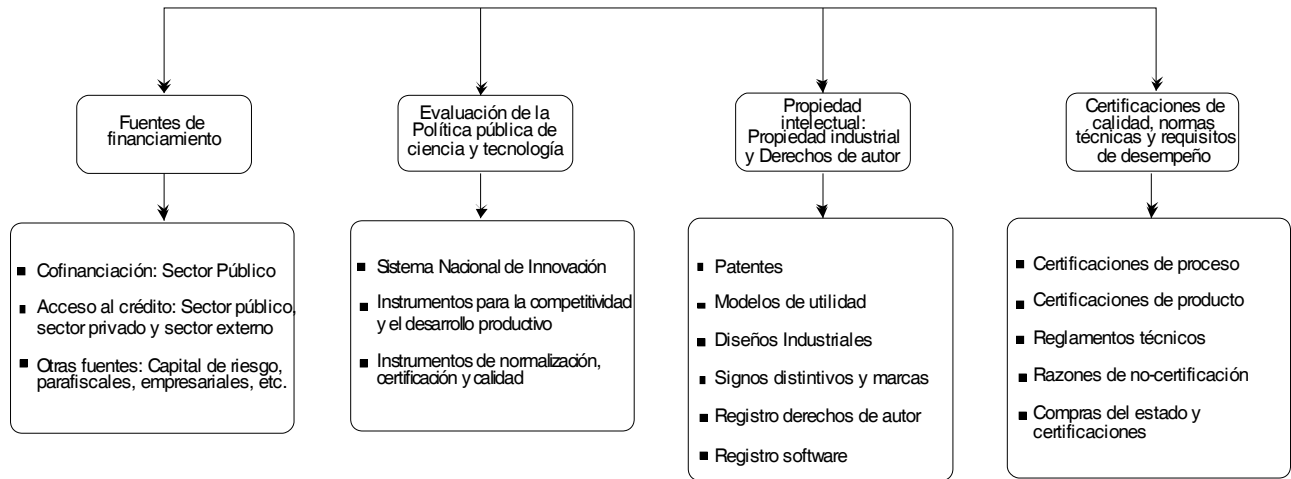 Fuentes de
financiamiento
Evaluación de la
Política pública de
ciencia y tecnología
Propiedad
intelectual:
Propiedad industrial
y Derechos de autor
Certificaciones de
calidad, normas
técnicas y requisitos
de desempeño
▪ Cofinanciación: Sector Público
▪ Acceso al crédito: Sector público,
sector privado y sector externo
▪ Otras fuentes: Capital de riesgo,
parafiscales, empresariales, etc.
▪ Sistema Nacional de Innovación
▪ Instrumentos para la competitividad
y el desarrollo productivo
▪ Instrumentos de normalización,
certificación y calidad
▪ Patentes
▪ Modelos de utilidad
▪ Diseños Industriales
▪ Signos distintivos y marcas
▪ Registro derechos de autor
▪ Registro software
▪ Certificaciones de proceso
▪ Certificaciones de producto
▪ Reglamentos técnicos
▪ Razones de no-certificación
▪ Compras del estado y
certificaciones